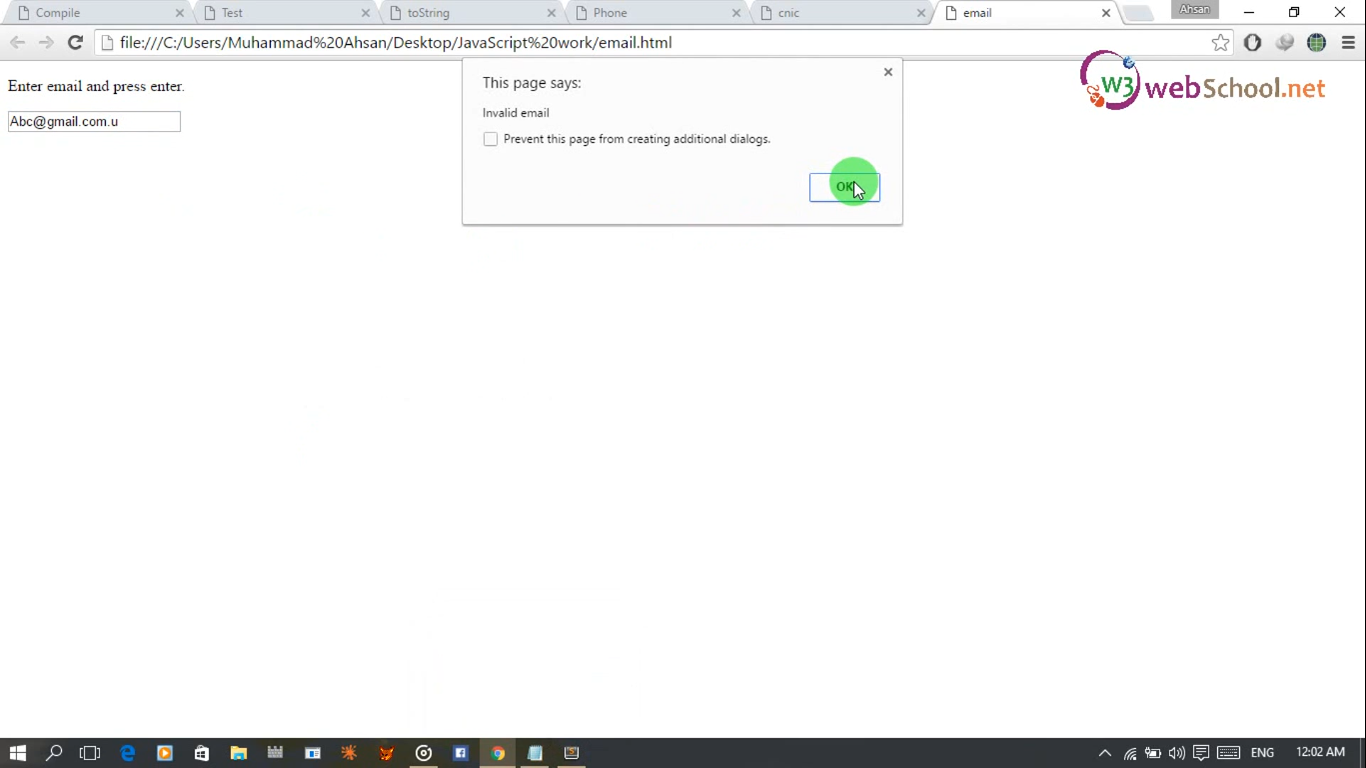 Compile
Test
toString
Phone
cnic
email
Ahsan
file:///C:/Users/Muhammad%20Ahsan/Desktop/JavaScript%20work/email.html
W3 webSchool.net
Enter email and press enter.
Abc@gmail.com.u
This page says:
Invalid email
Prevent this page from creating additional dialogs.
OK
ENG
12:02 AM